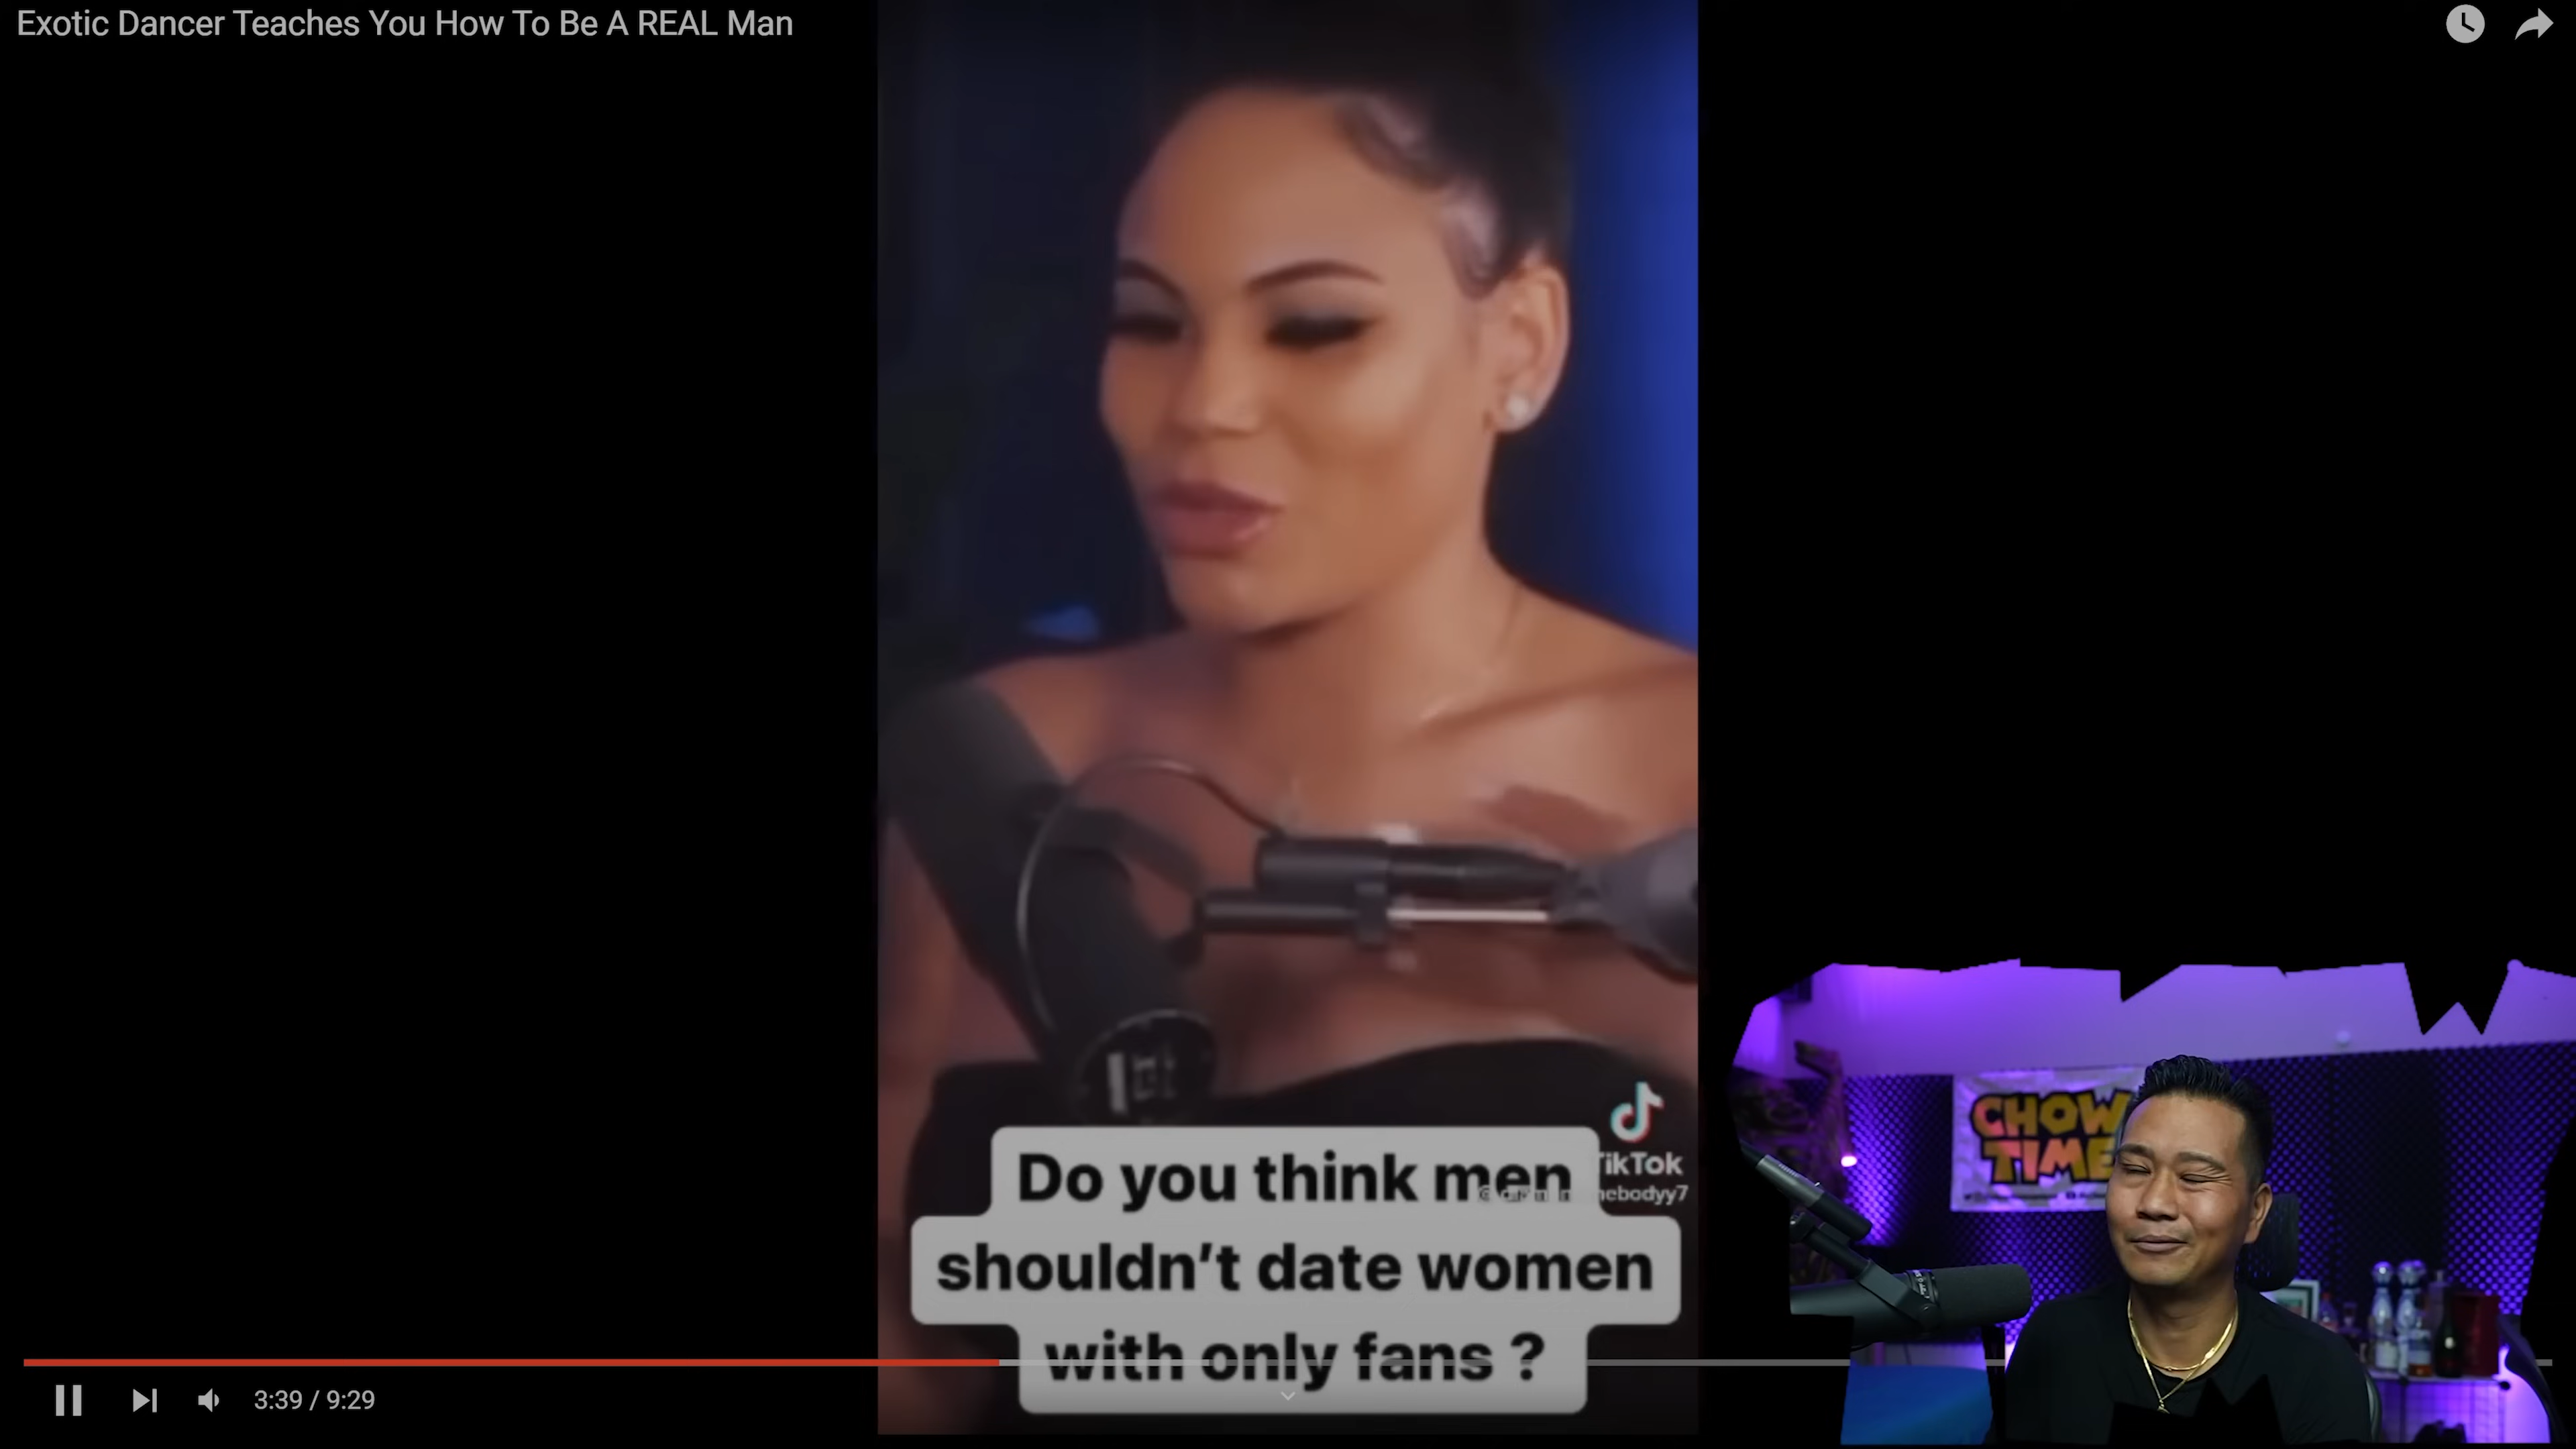 Exotic Dancer Teaches You How To Be A REAL Man
Do you think men
shouldn't date women
with only fans ?
TikTok
CHOW
TIME
3:39 / 9:29